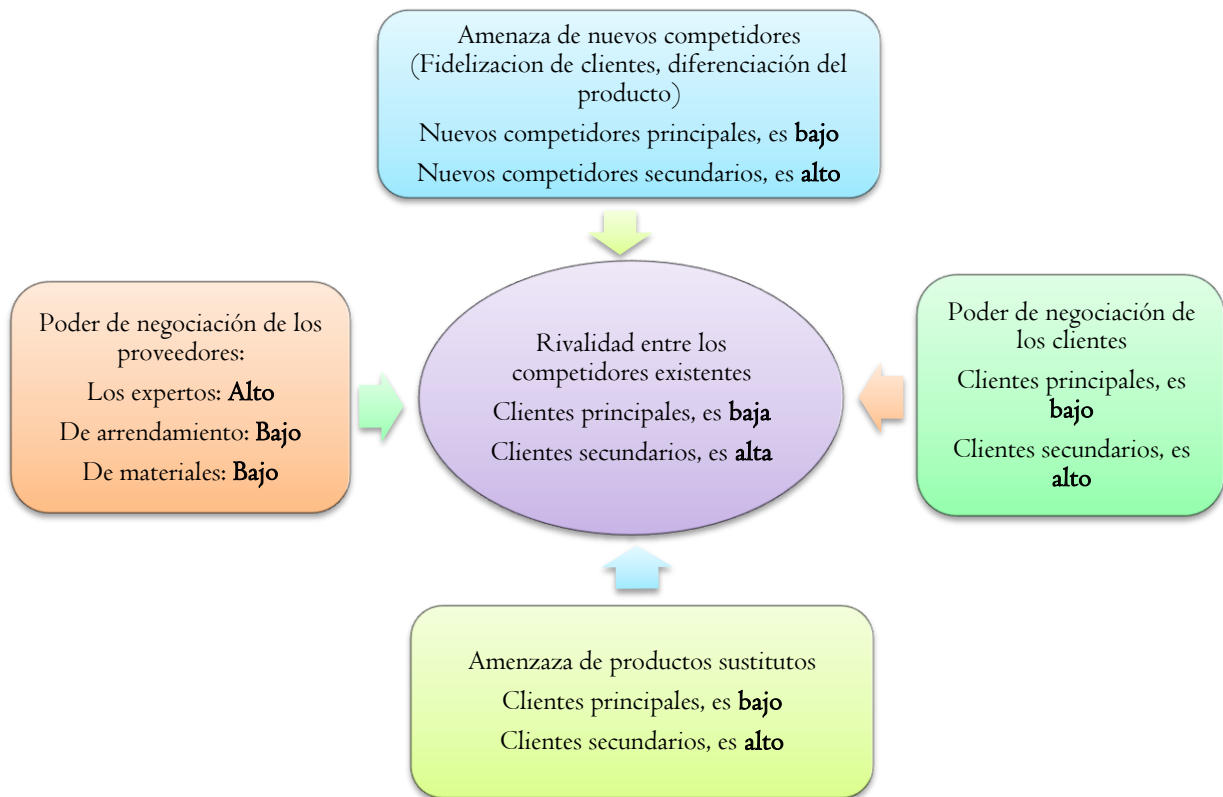 Amenaza de nuevos competidores
(Fidelizacion de clientes, diferenciación del
producto)
Nuevos competidores principales, es bajo
Nuevos competidores secundarios, es alto
Poder de negociación de los
proveedores:
Los expertos: Alto
De arrendamiento: Bajo
De materiales: Bajo
Rivalidad entre los
competidores existentes
Clientes principales, es baja
Clientes secundarios, es alta
Poder de negociación de
los clientes
Clientes principales, es
bajo
Clientes secundarios, es
alto
Amenzaza de productos sustitutos
Clientes principales, es bajo
Clientes secundarios, es alto